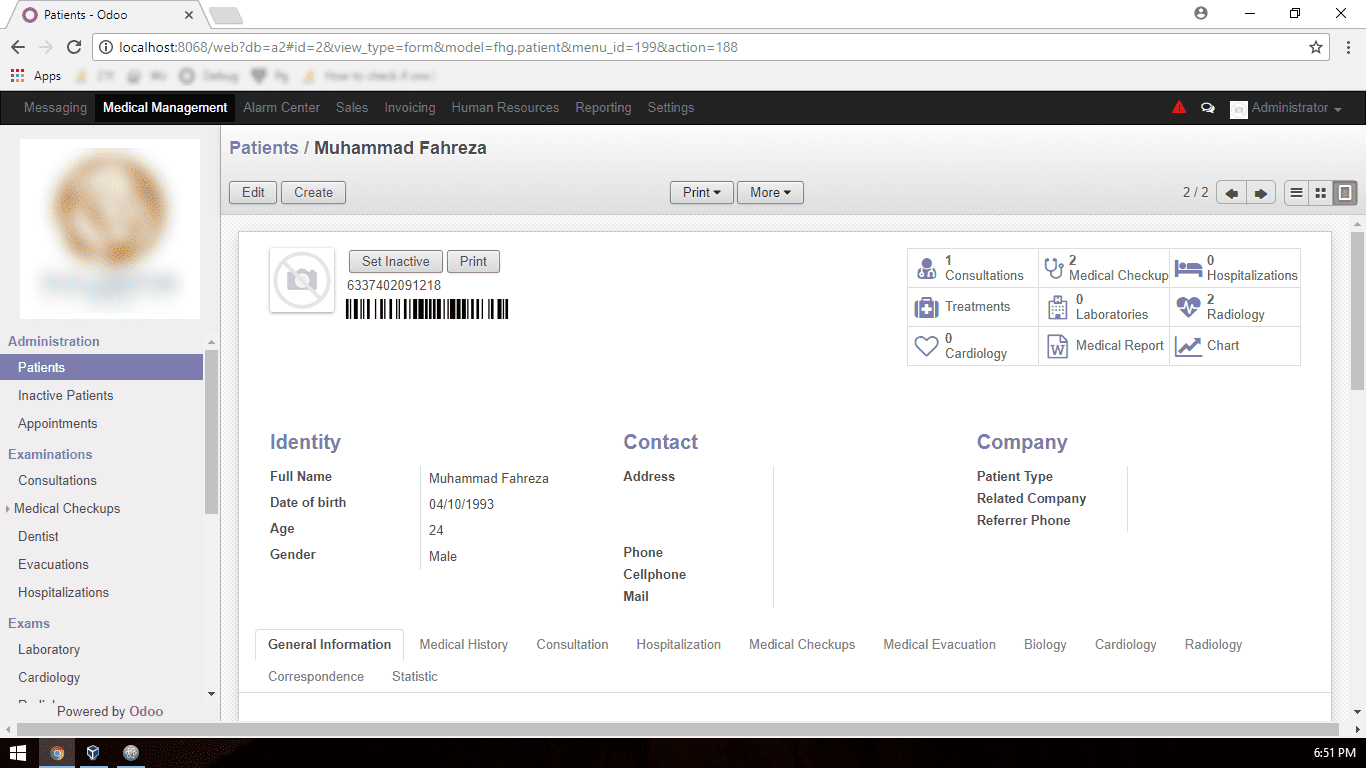 Patients - Odoo
localhost:8068/web?db=a2#id=2&view_type=form&model=fhg.patient&menu_id=199&action=188
Apps
Messaging Medical Management Alarm Center Sales Invoicing Human Resources Reporting Settings Administrator
Patients / Muhammad Fahreza
Edit Create Print More 2 / 2
Set Inactive Print
6337402091218
1 Consultations
2 Medical Checkup
0 Hospitalizations
Treatments
0 Laboratories
2 Radiology
0 Cardiology
Medical Report
Chart
Administration
Patients
Inactive Patients
Appointments
Examinations
Consultations
Medical Checkups
Dentist
Evacuations
Hospitalizations
Exams
Laboratory
Cardiology
Powered by Odoo
Identity
Full Name Muhammad Fahreza
Date of birth 04/10/1993
Age 24
Gender Male
Contact
Address
Phone
Cellphone
Mail
Company
Patient Type
Related Company
Referrer Phone
General Information Medical History Consultation Hospitalization Medical Checkups Medical Evacuation Biology Cardiology Radiology
Correspondence Statistic
6:51 PM